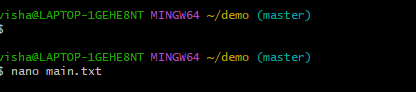 visha@LAPTOP-1GEHE8NT MINGW64 ~/demo (master)
$
visha@LAPTOP-1GEHE8NT MINGW64 ~/demo (master)
$ nano main.txt